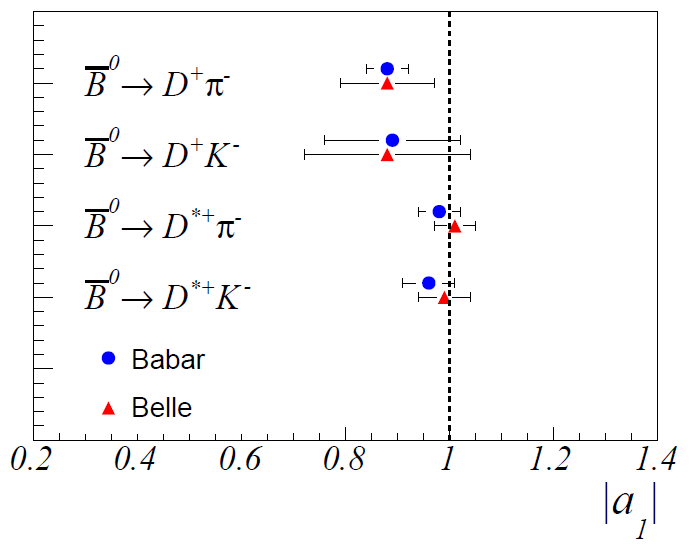 B̅⁰ → D⁺π⁻
B̅⁰ → D⁺K⁻
B̅⁰ → D*⁺π⁻
B̅⁰ → D*⁺K⁻
Babar
Belle
0.2 0.4 0.6 0.8 1 1.2 1.4
|a₁|